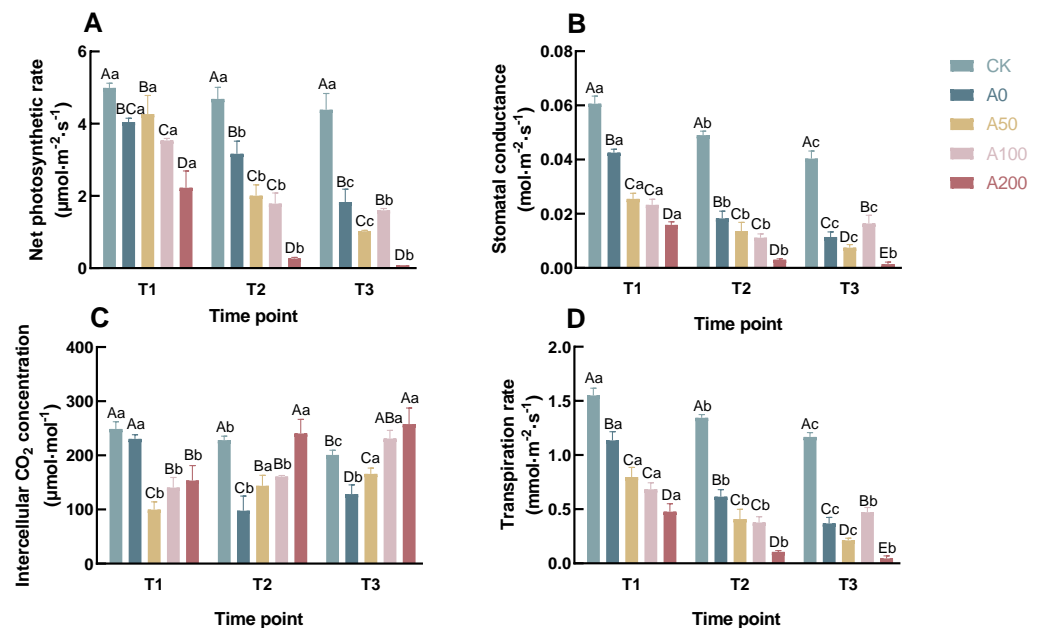 A
Net photosynthetic rate
(μmol·m⁻²·s⁻¹)
6
4
2
0
Aa
BCa
Ba
Ca
Da
Aa
Bb
Cb
Cb
Db
Aa
Bc
Cc
Bb
Db
T1
T2
T3
Time point
B
Stomatal conductance
(mol·m⁻²·s⁻¹)
0.08
0.06
0.04
0.02
0.00
Aa
Ba
Ca
Ca
Da
Ab
Bb
Cb
Cb
Db
Ac
Cc
Dc
Bc
Eb
T1
T2
T3
Time point
CK
A0
A50
A100
A200
C
Intercellular CO₂ concentration
(μmol·mol⁻¹)
400
300
200
100
0
Aa
Aa
Cb
Bb
Bb
Ab
Cb
Ba
Bb
Aa
Bc
Db
Ca
ABa
Aa
T1
T2
T3
Time point
D
Transpiration rate
(mmol·m⁻²·s⁻¹)
2.0
1.5
1.0
0.5
0.0
Aa
Ba
Ca
Ca
Da
Ab
Bb
Cb
Cb
Db
Ac
Cc
Dc
Bb
Eb
T1
T2
T3
Time point